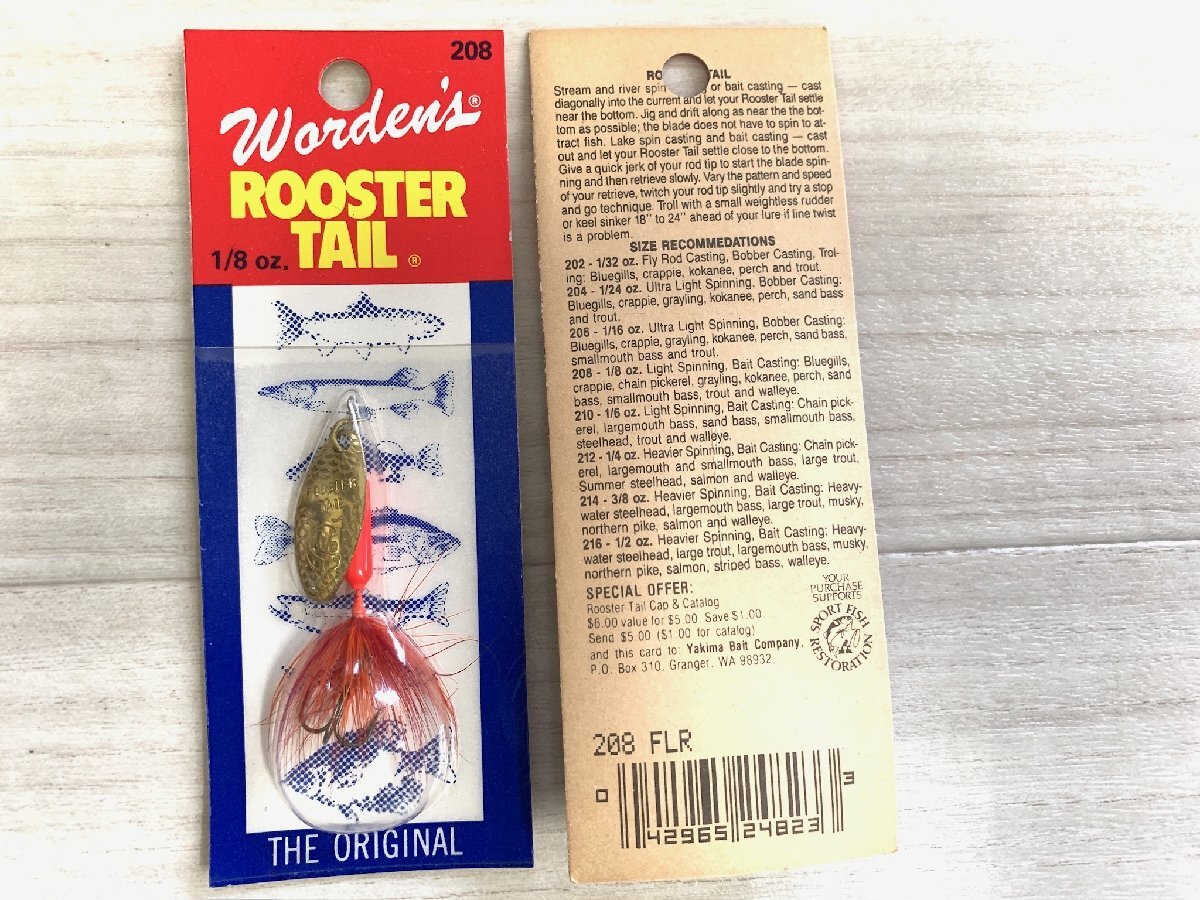 208
Worden's®
ROOSTER
TAIL ®
1/8 oz.
ROOSTER
TAIL
THE ORIGINAL
RO TAIL
Stream and river spin or bait casting — cast
diagonally into the current and let your Rooster Tail settle
near the bottom. Jig and drift along as near the the bot-
tom as possible; the blade does not have to spin to at-
tract fish. Lake spin casting and bait casting — cast
out and let your Rooster Tail settle close to the bottom.
Give a quick jerk of your rod tip to start the blade spin-
ning and then retrieve slowly. Vary the pattern and speed
of your retrieve, twitch your rod tip slightly and try a stop
and go technique. Troll with a small weightless rudder
or keel sinker 18" to 24" ahead of your lure if line twist
is a problem.
SIZE RECOMMEDATIONS
202 - 1/32 oz. Fly Rod Casting, Bobber Casting, Trol-
ing: Bluegills, crappie, kokanee, perch and trout.
204 - 1/24 oz. Ultra Light Spinning, Bobber Casting:
Bluegills, crappie, grayling, kokanee, perch, sand bass
and trout.
206 - 1/16 oz. Ultra Light Spinning, Bobber Casting:
Bluegills, crappie, grayling, kokanee, perch, sand bass,
smallmouth bass and trout.
208 - 1/8 oz. Light Spinning, Bait Casting: Bluegills,
crappie, chain pickerel, grayling, kokanee, perch, sand
bass, smallmouth bass, trout and walleye.
210 - 1/6 oz. Light Spinning, Bait Casting: Chain pick-
erel, largemouth bass, sand bass, smallmouth bass,
steelhead, trout and walleye.
212 - 1/4 oz. Heavier Spinning, Bait Casting: Chain pick-
erel, largemouth and smallmouth bass, large trout.
Summer steelhead, salmon and walleye.
214 - 3/8 oz. Heavier Spinning, Bait Casting: Heavy-
water steelhead, largemouth bass, large trout, musky,
northern pike, salmon and walleye.
216 - 1/2 oz. Heavier Spinning, Bait Casting: Heavy-
water steelhead, large trout, largemouth bass, musky,
northern pike, salmon, striped bass, walleye.
SPECIAL OFFER:
Rooster Tail Cap & Catalog
$6.00 value for $5.00 Save $1.00
Send $5.00 ($1.00 for catalog)
and this card to: Yakima Bait Company,
P.O. Box 310, Granger, WA 98932
YOUR
PURCHASE
SUPPORTS
SPORT FISH
RESTORATION
208 FLR
0 42965 24823 3